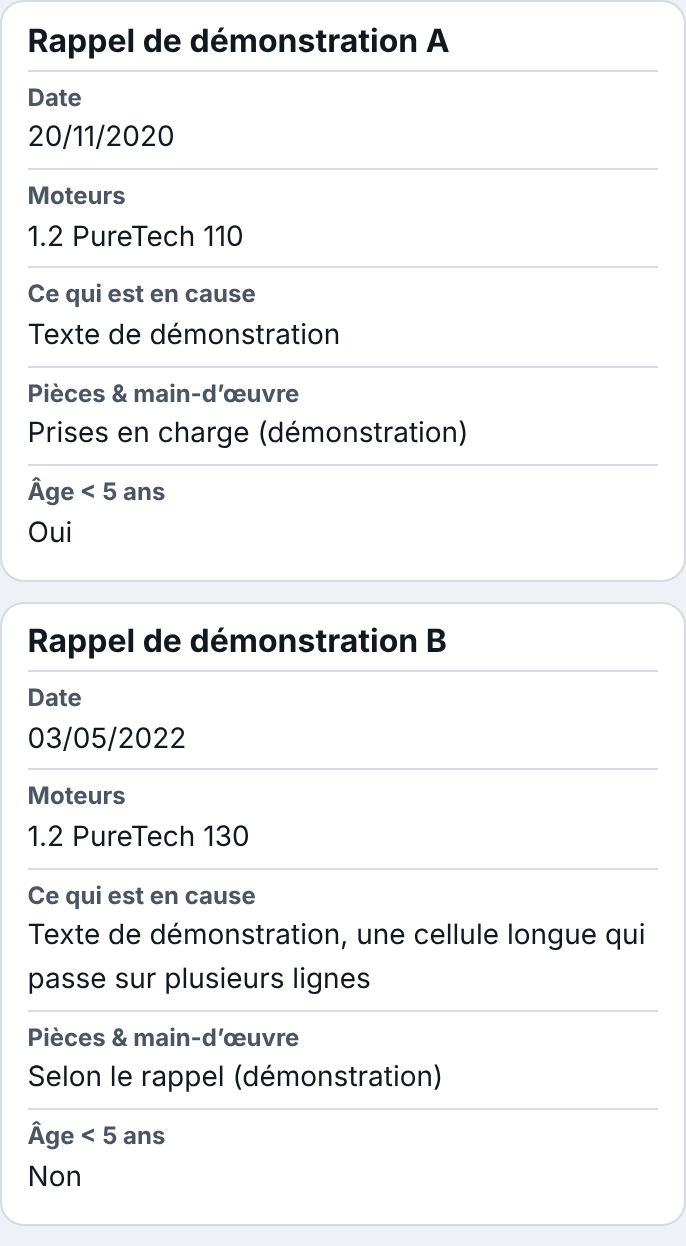 Rappel de démonstration A
Date
20/11/2020
Moteurs
1.2 PureTech 110
Ce qui est en cause
Texte de démonstration
Pièces & main-d’œuvre
Prises en charge (démonstration)
Âge < 5 ans
Oui
Rappel de démonstration B
Date
03/05/2022
Moteurs
1.2 PureTech 130
Ce qui est en cause
Texte de démonstration, une cellule longue qui
passe sur plusieurs lignes
Pièces & main-d’œuvre
Selon le rappel (démonstration)
Âge < 5 ans
Non